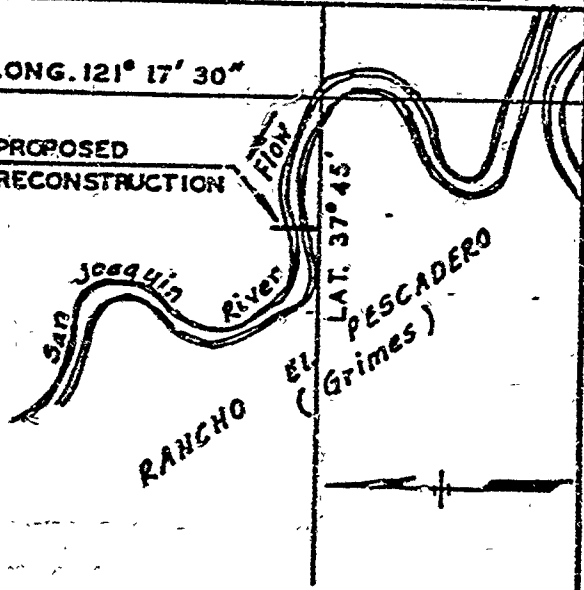 LONG. 121° 17' 30"
PROPOSED
RECONSTRUCTION
Flow
LAT. 37° 45'
San Joaquin River
RANCHO EL PESCADERO
(Grimes)